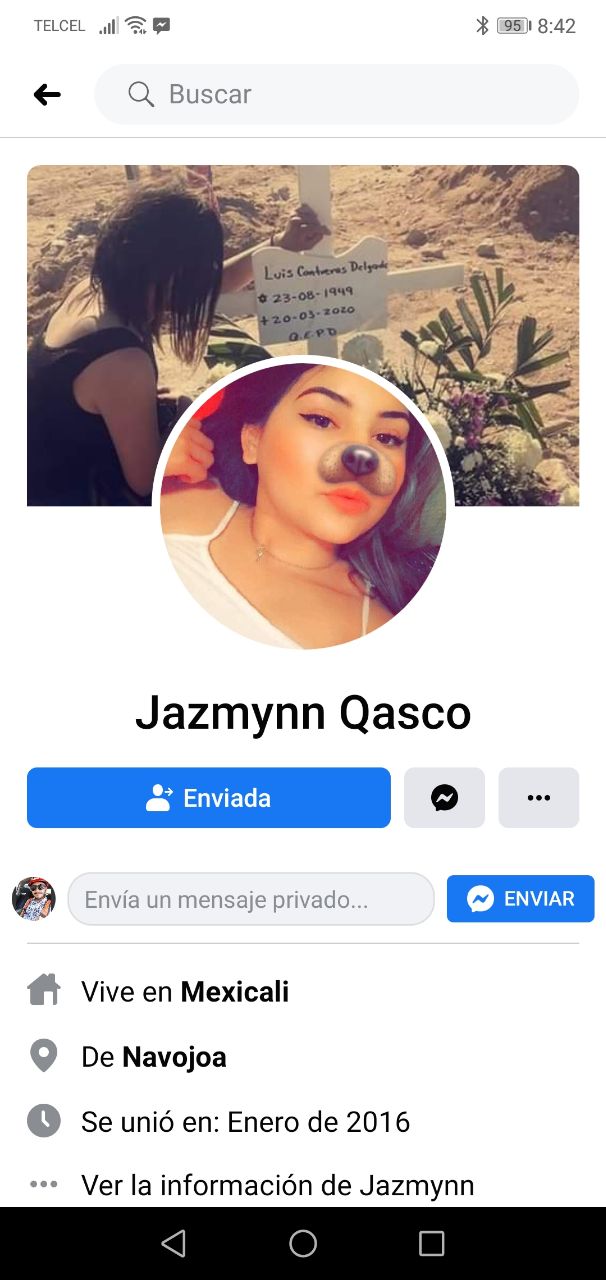 TELCEL
95 8:42
Buscar
Luis Contreras Delgado
23-08-1949
+20-03-2020
Q.E.P.D
Jazmynn Qasco
Enviada
Envía un mensaje privado...
ENVIAR
Vive en Mexicali
De Navojoa
Se unió en: Enero de 2016
Ver la información de Jazmynn